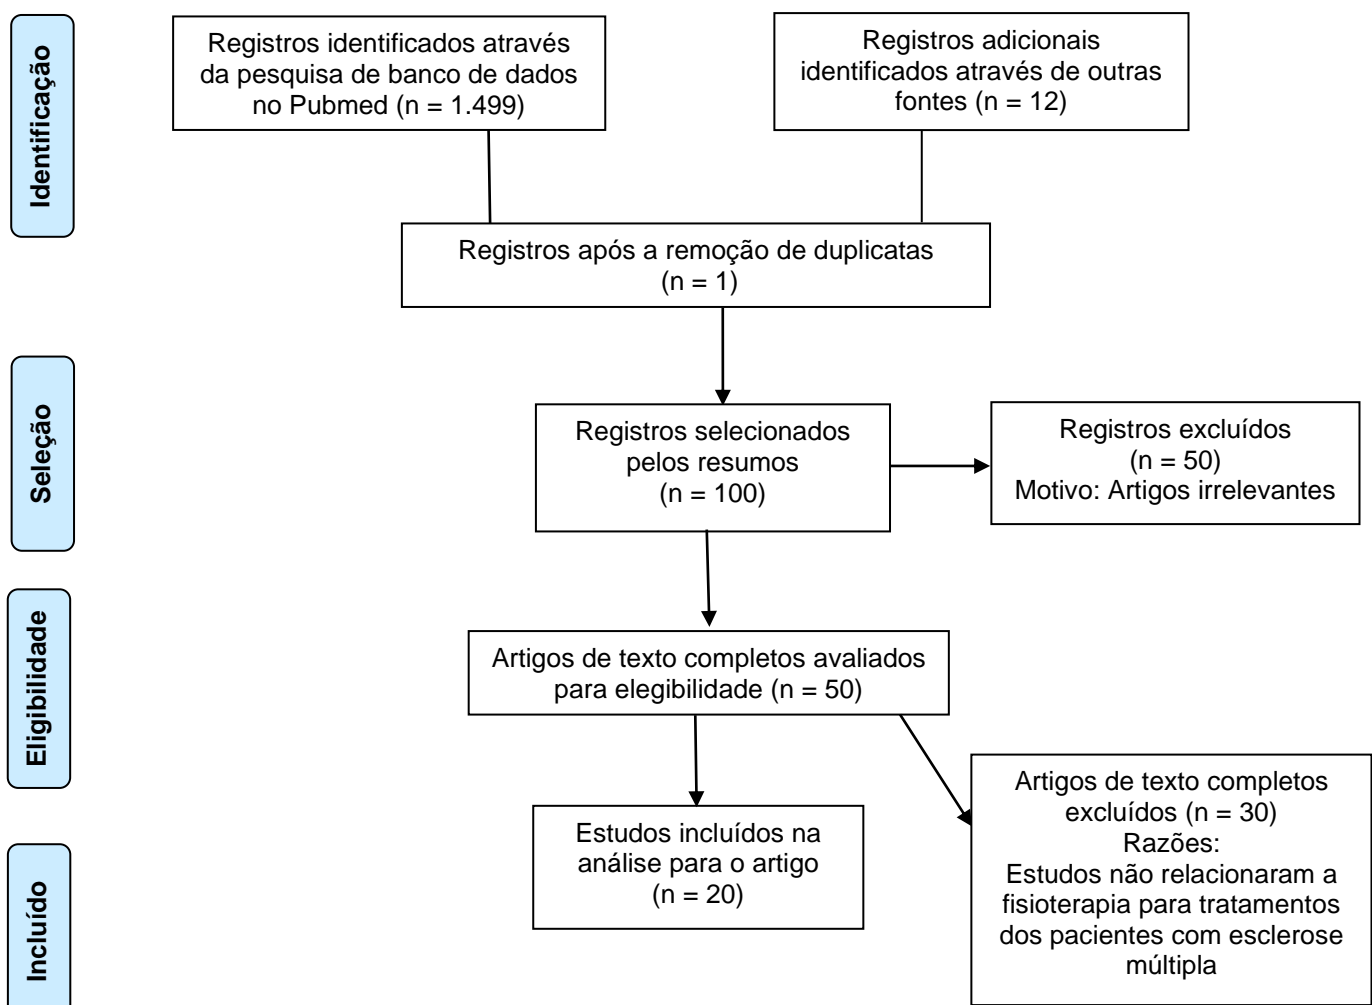 Identificação
Registros identificados através
da pesquisa de banco de dados
no Pubmed (n = 1.499)
Registros adicionais
identificados através de outras
fontes (n = 12)
Registros após a remoção de duplicatas
(n = 1)
Seleção
Registros selecionados
pelos resumos
(n = 100)
Registros excluídos
(n = 50)
Motivo: Artigos irrelevantes
Eligibilidade
Artigos de texto completos avaliados
para elegibilidade (n = 50)
Artigos de texto completos
excluídos (n = 30)
Razões:
Estudos não relacionaram a
fisioterapia para tratamentos
dos pacientes com esclerose
múltipla
Incluído
Estudos incluídos na
análise para o artigo
(n = 20)